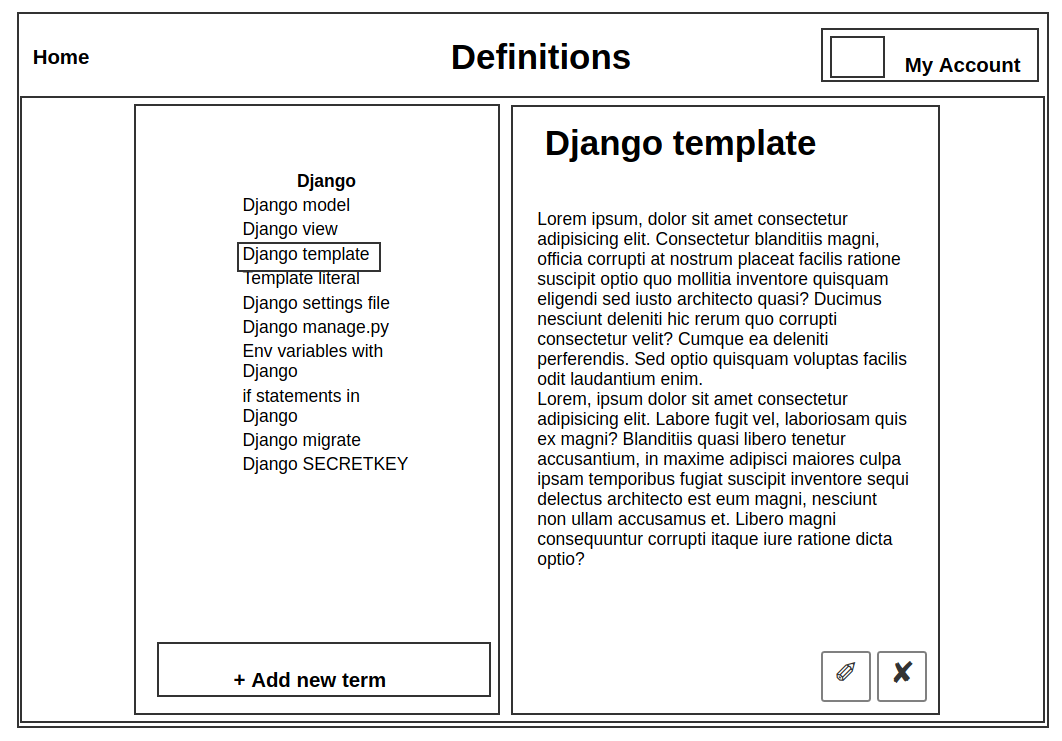 Home
Definitions
My Account
Django
Django model
Django view
Django template
Template literal
Django settings file
Django manage.py
Env variables with
Django
if statements in
Django
Django migrate
Django SECRETKEY
+ Add new term
Django template
Lorem ipsum, dolor sit amet consectetur
adipisicing elit. Consectetur blanditiis magni,
officia corrupti at nostrum placeat facilis ratione
suscipit optio quo mollitia inventore quisquam
eligendi sed iusto architecto quasi? Ducimus
nesciunt deleniti hic rerum quo corrupti
consectetur velit? Cumque ea deleniti
perferendis. Sed optio quisquam voluptas facilis
odit laudantium enim.
Lorem, ipsum dolor sit amet consectetur
adipisicing elit. Labore fugit vel, laboriosam quis
ex magni? Blanditiis quasi libero tenetur
accusantium, in maxime adipisci maiores culpa
ipsam temporibus fugiat suscipit inventore sequi
delectus architecto est eum magni, nesciunt
non ullam accusamus et. Libero magni
consequuntur corrupti itaque iure ratione dicta
optio?